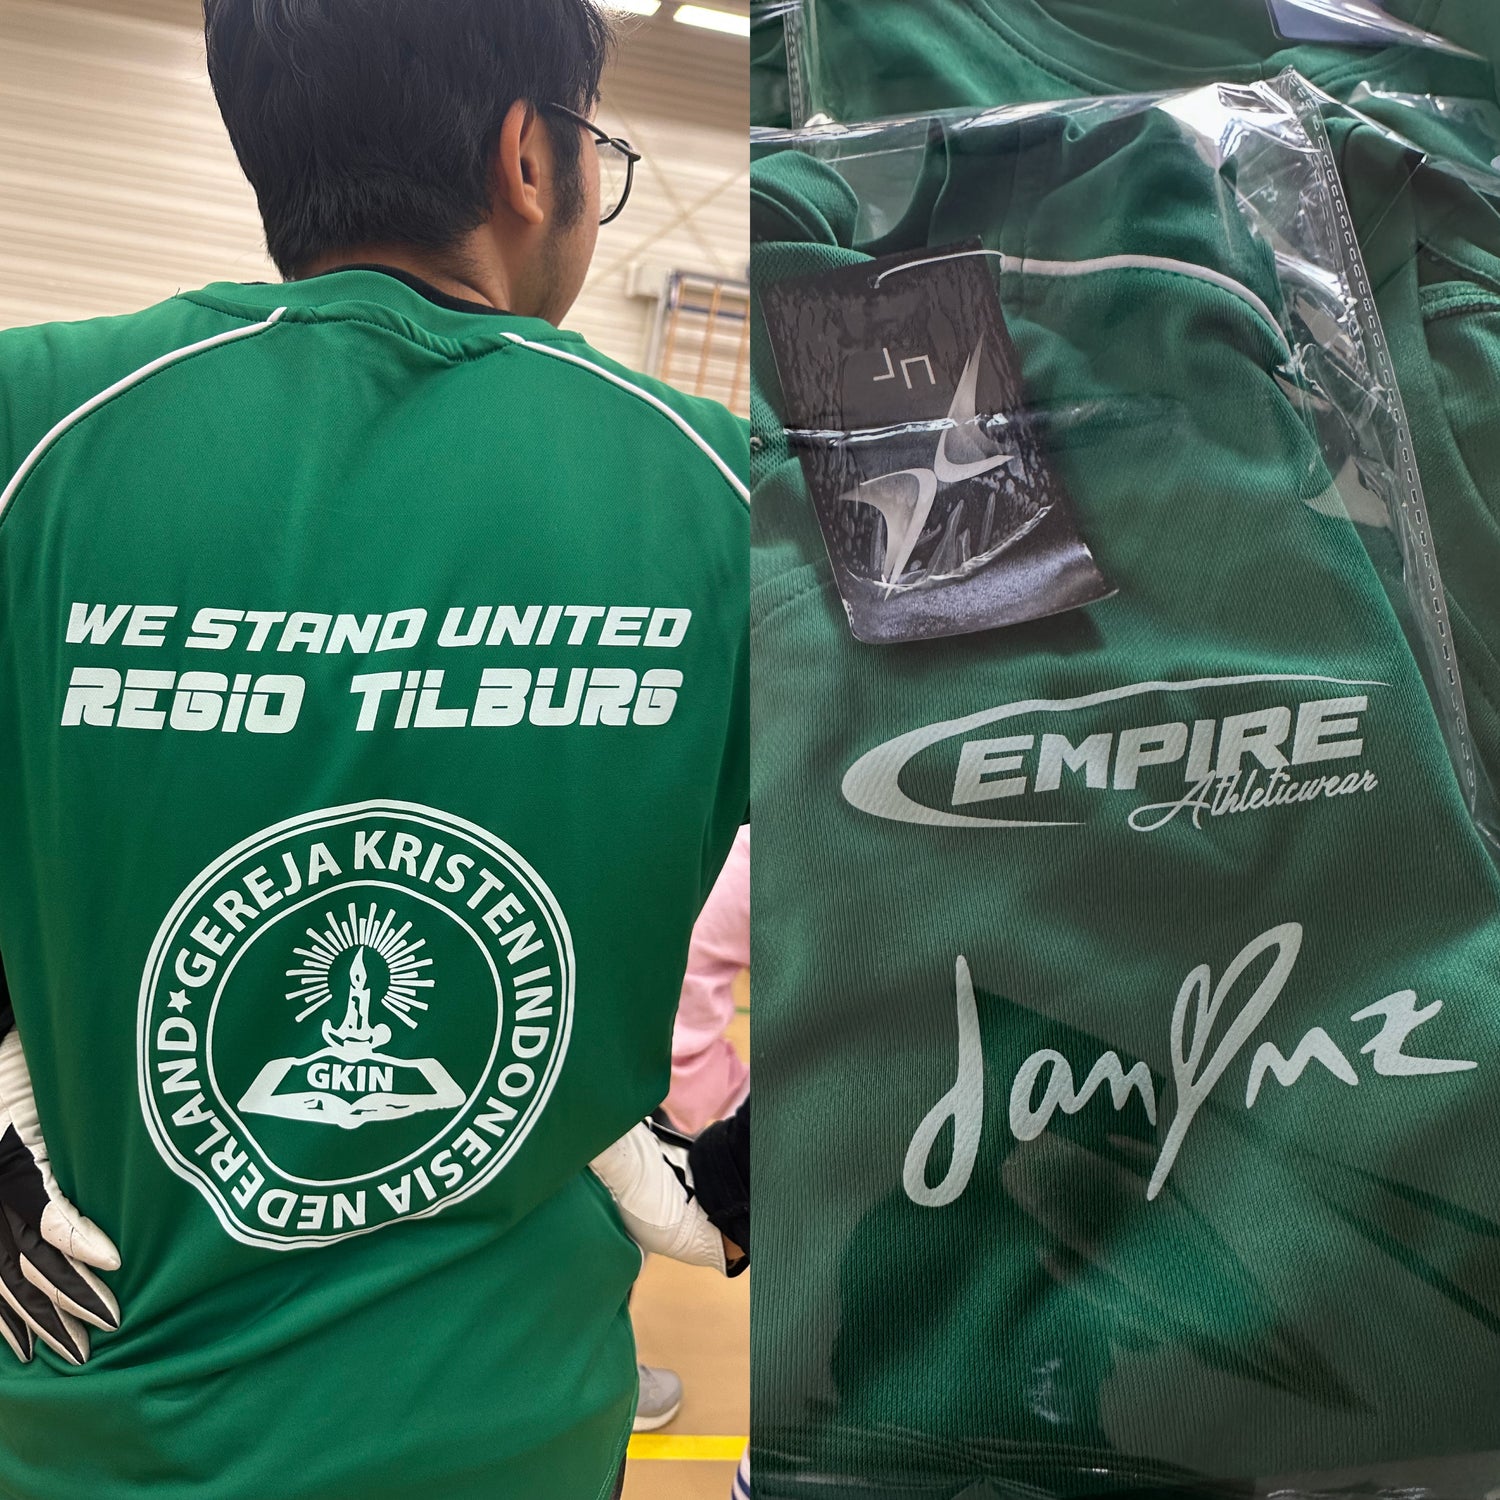 WE STAND UNITED
REGIO TILBURG
GEREJA KRISTEN INDONESIA NEDERLAND
GKIN
EMPIRE
Athleticwear